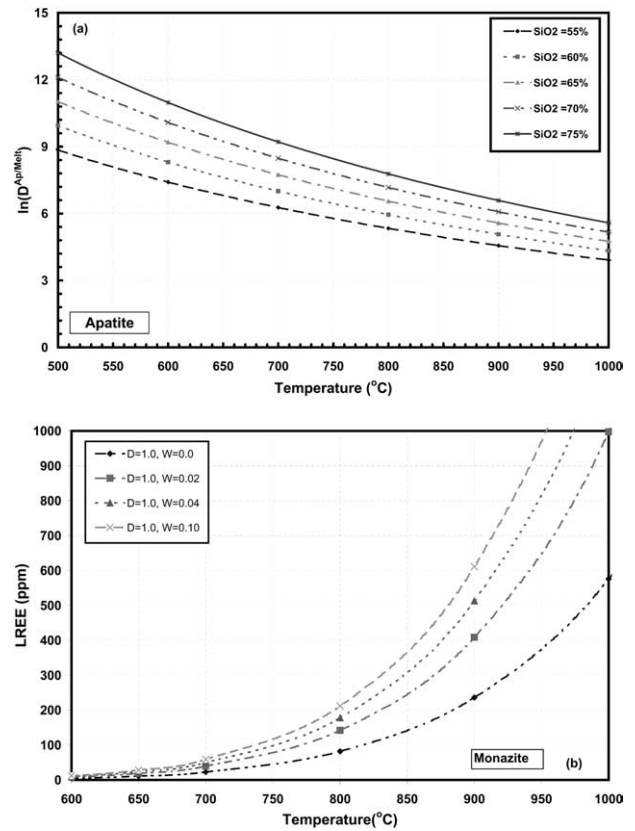 (a)
SiO2 =55%
SiO2 =60%
SiO2 =65%
SiO2 =70%
SiO2 =75%
15
12
9
6
3
0
ln(D^Ap/Melt)
Apatite
500 550 600 650 700 750 800 850 900 950 1000
Temperature (°C)
1000
900
800
700
600
500
400
300
200
100
0
LREE (ppm)
D=1.0, W=0.0
D=1.0, W=0.02
D=1.0, W=0.04
D=1.0, W=0.10
Monazite
(b)
600 650 700 750 800 850 900 950 1000
Temperature(°C)